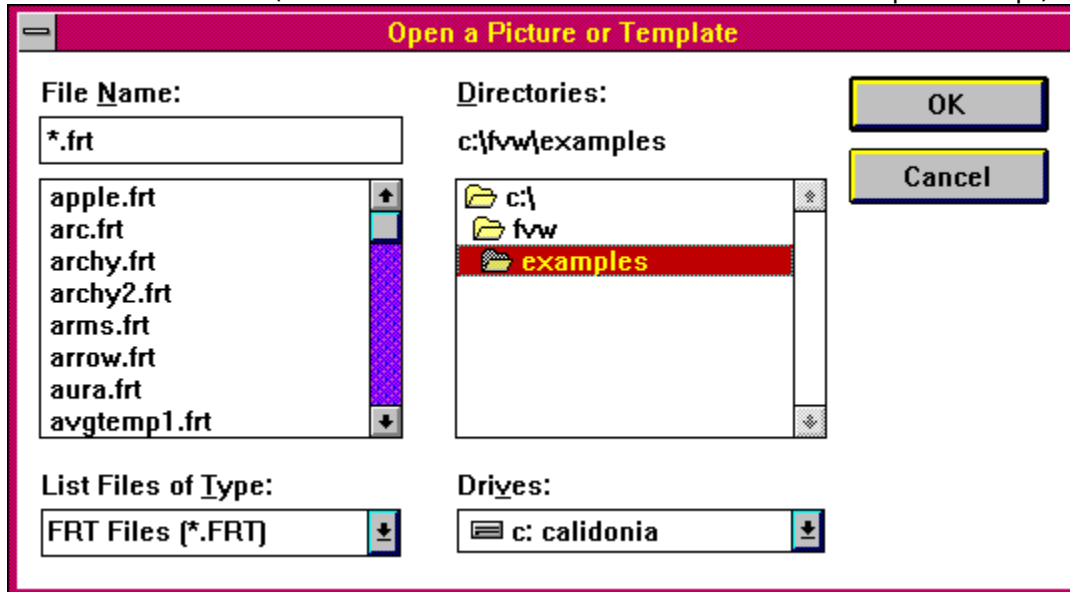 Open a Picture or Template
File Name:
*.frt
apple.frt
arc.frt
archy.frt
archy2.frt
arms.frt
arrow.frt
aura.frt
avgtemp1.frt
List Files of Type:
FRT Files (*.FRT)
Directories:
c:\fvw\examples
c:\
fvw
examples
Drives:
c: calidonia
OK
Cancel